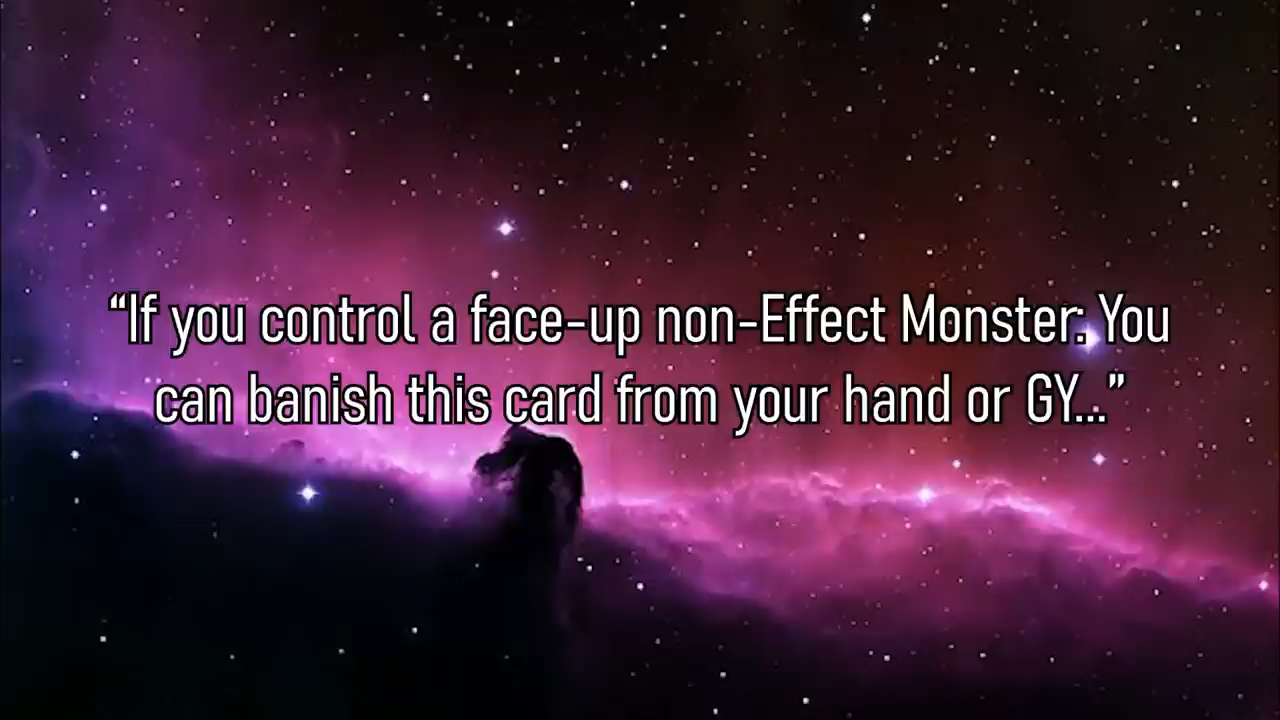 “If you control a face-up non-Effect Monster: You
can banish this card from your hand or GY...”